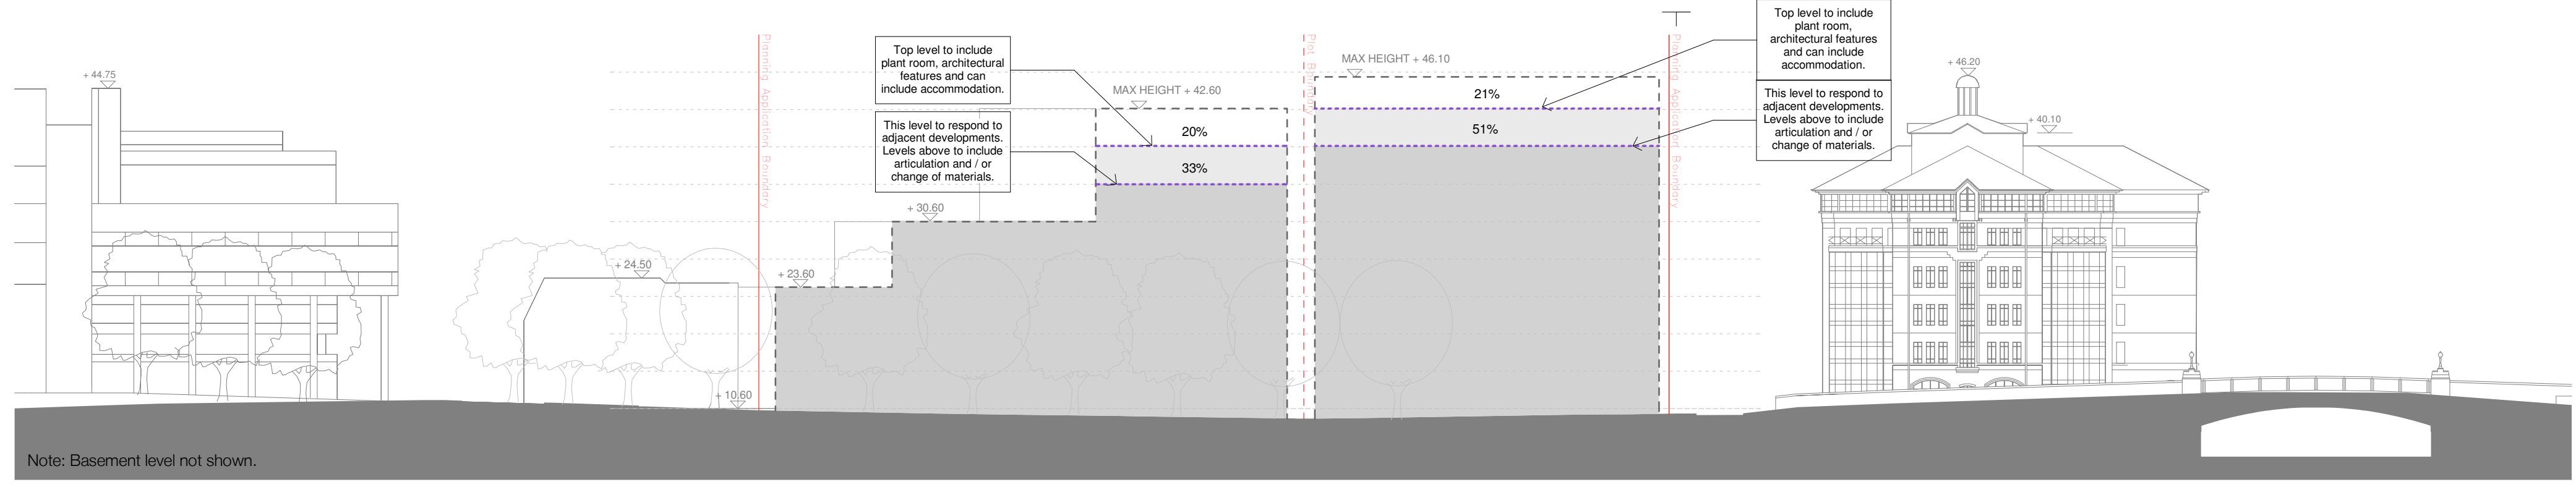 + 44.75
Planning Application Boundary
Top level to include
plant room, architectural
features and can
include accommodation.
This level to respond to
adjacent developments.
Levels above to include
articulation and / or
change of materials.
MAX HEIGHT + 42.60
20%
33%
+ 30.60
+ 24.50
+ 23.60
+ 10.60
Plot Boundary
MAX HEIGHT + 46.10
21%
51%
Planning Application Boundary
Top level to include
plant room,
architectural features
and can include
accommodation.
This level to respond to
adjacent developments.
Levels above to include
articulation and / or
change of materials.
+ 46.20
+ 40.10
Note: Basement level not shown.